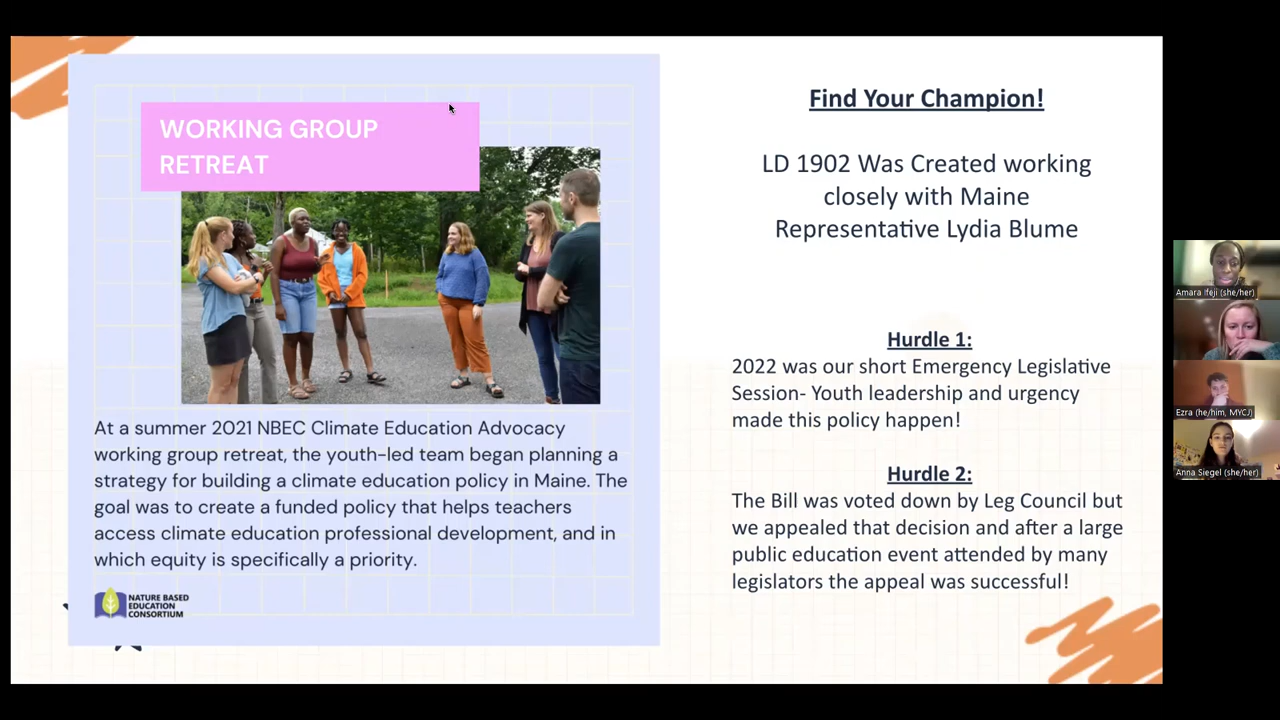 WORKING GROUP
RETREAT
At a summer 2021 NBEC Climate Education Advocacy
working group retreat, the youth-led team began planning a
strategy for building a climate education policy in Maine. The
goal was to create a funded policy that helps teachers
access climate education professional development, and in
which equity is specifically a priority.
NATURE BASED
EDUCATION
CONSORTIUM
Find Your Champion!
LD 1902 Was Created working
closely with Maine
Representative Lydia Blume
Hurdle 1:
2022 was our short Emergency Legislative
Session- Youth leadership and urgency
made this policy happen!
Hurdle 2:
The Bill was voted down by Leg Council but
we appealed that decision and after a large
public education event attended by many
legislators the appeal was successful!
Amara Ifeji (she/her)
Ezra (he/him, MYCJ)
Anna Siegel (she/her)